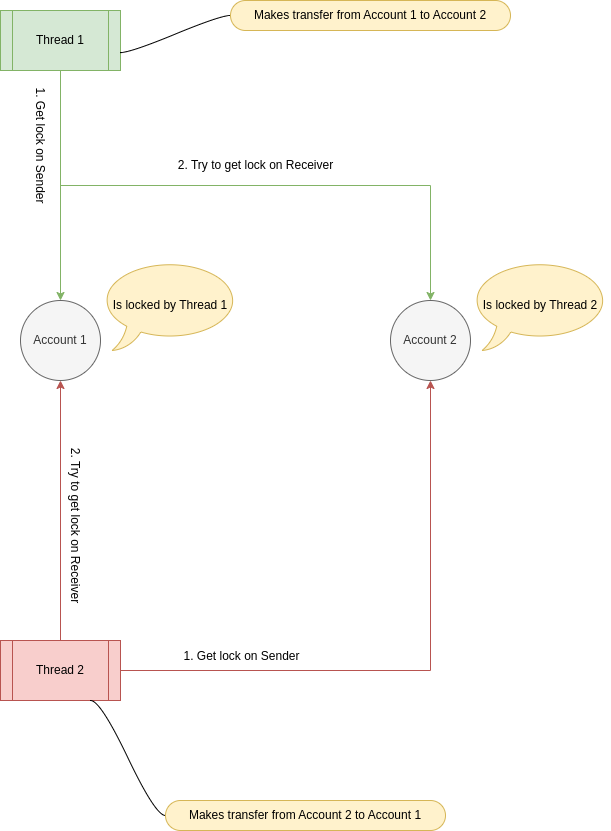 Makes transfer from Account 1 to Account 2
Thread 1
1. Get lock on Sender
2. Try to get lock on Receiver
Is locked by Thread 1
Is locked by Thread 2
Account 1
Account 2
2. Try to get lock on Receiver
1. Get lock on Sender
Thread 2
Makes transfer from Account 2 to Account 1